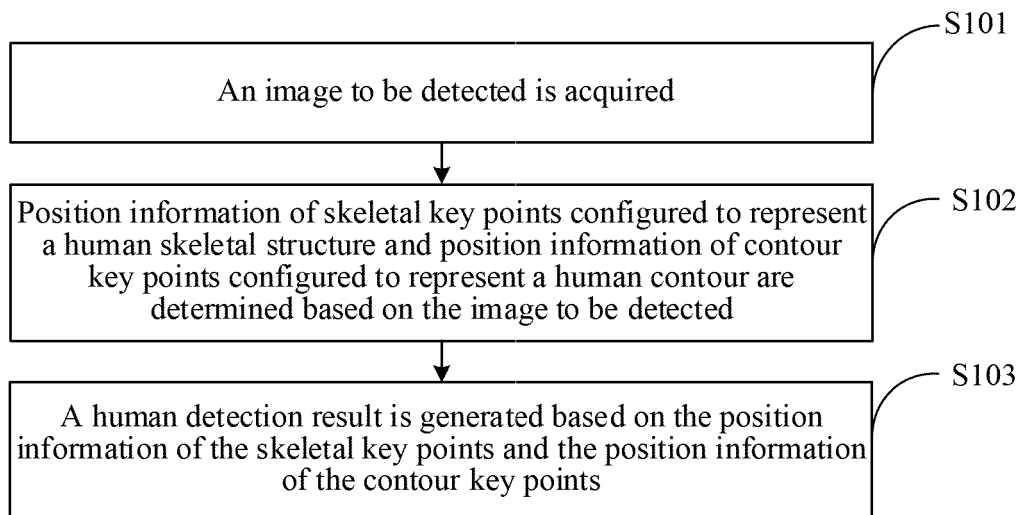 S101
An image to be detected is acquired
S102
Position information of skeletal key points configured to represent
a human skeletal structure and position information of contour
key points configured to represent a human contour are
determined based on the image to be detected
S103
A human detection result is generated based on the position
information of the skeletal key points and the position information
of the contour key points